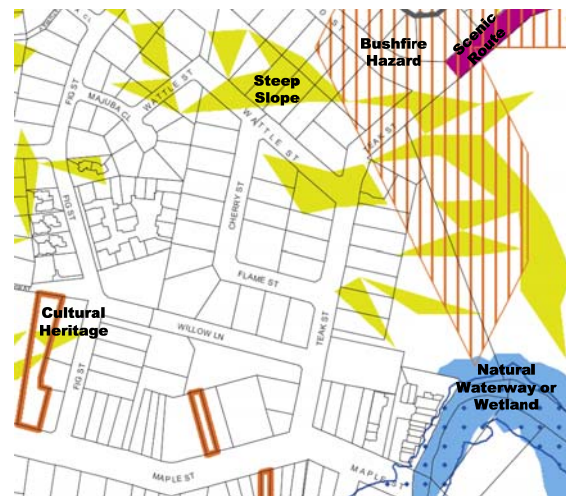 Bushfire
Hazard
Scenic
Route
Steep
Slope
FIG ST
MAJUBA CL
WATTLE ST
WATTLE ST
TEAK ST
FIG ST
CHERRY ST
FLAME ST
TEAK ST
WILLOW LN
Cultural
Heritage
FIG ST
Natural
Waterway or
Wetland
MAPLE ST
MAPLE ST